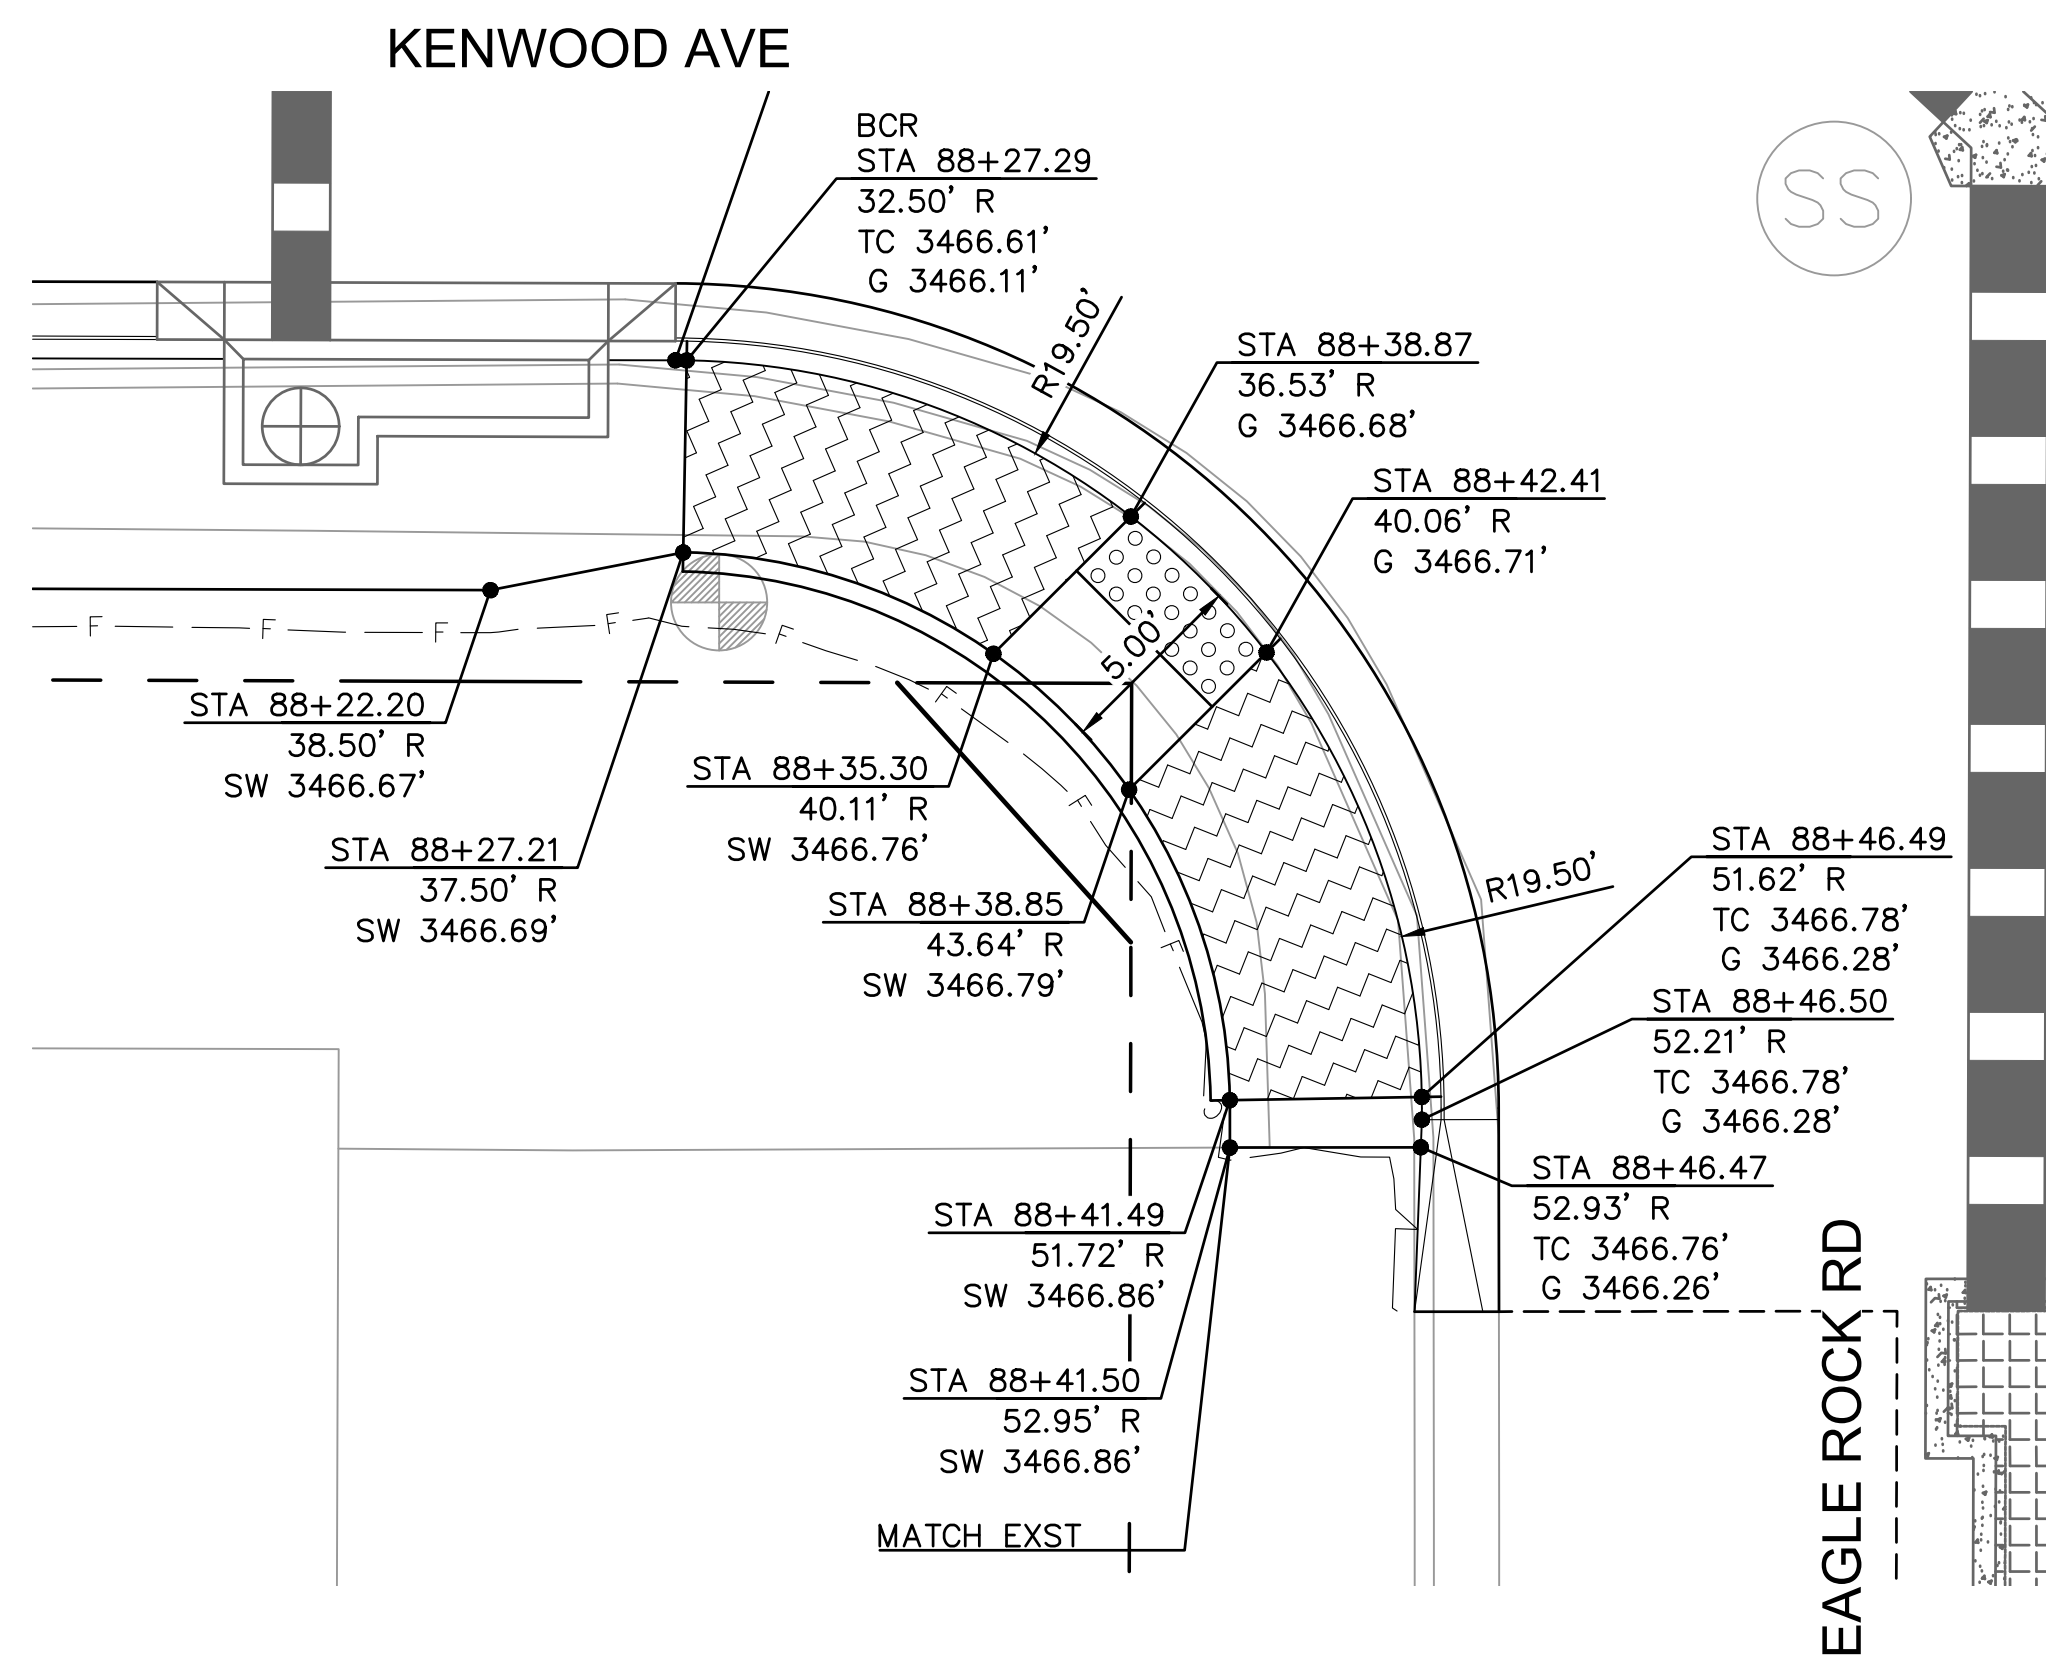 KENWOOD AVE
BCR
STA 88+27.29
32.50' R
TC 3466.61'
G 3466.11'
SS
R19.50'
STA 88+38.87
36.53' R
G 3466.68'
STA 88+42.41
40.06' R
G 3466.71'
F F F F F
5.00'
F
STA 88+22.20
38.50' R
SW 3466.67'
STA 88+35.30
40.11' R
SW 3466.76'
F
STA 88+27.21
37.50' R
SW 3466.69'
STA 88+38.85
43.64' R
SW 3466.79'
F
R19.50'
STA 88+46.49
51.62' R
TC 3466.78'
G 3466.28'
STA 88+46.50
52.21' R
TC 3466.78'
G 3466.28'
STA 88+46.47
52.93' R
TC 3466.76'
G 3466.26'
STA 88+41.49
51.72' R
SW 3466.86'
STA 88+41.50
52.95' R
SW 3466.86'
MATCH EXST
EAGLE ROCK RD